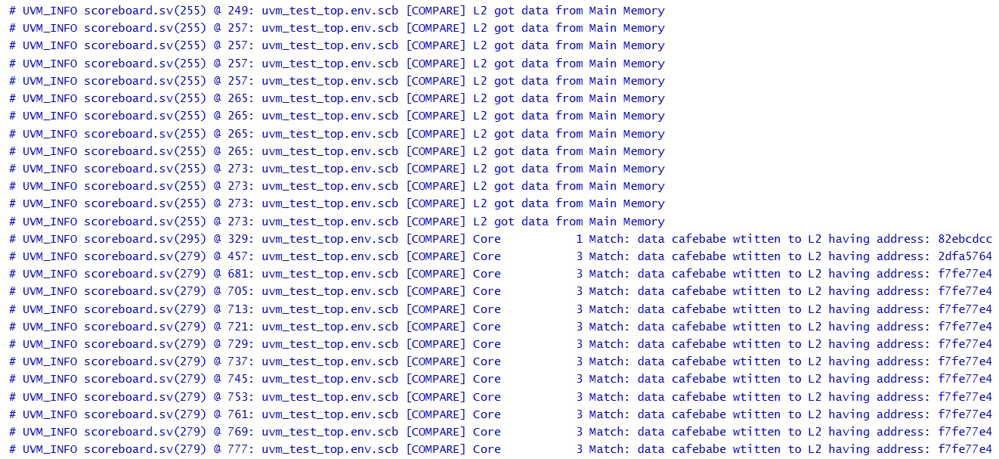 # UVM_INFO scoreboard.sv(255) @ 249: uvm_test_top.env.scb [COMPARE] L2 got data from Main Memory
# UVM_INFO scoreboard.sv(255) @ 257: uvm_test_top.env.scb [COMPARE] L2 got data from Main Memory
# UVM_INFO scoreboard.sv(255) @ 257: uvm_test_top.env.scb [COMPARE] L2 got data from Main Memory
# UVM_INFO scoreboard.sv(255) @ 257: uvm_test_top.env.scb [COMPARE] L2 got data from Main Memory
# UVM_INFO scoreboard.sv(255) @ 257: uvm_test_top.env.scb [COMPARE] L2 got data from Main Memory
# UVM_INFO scoreboard.sv(255) @ 265: uvm_test_top.env.scb [COMPARE] L2 got data from Main Memory
# UVM_INFO scoreboard.sv(255) @ 265: uvm_test_top.env.scb [COMPARE] L2 got data from Main Memory
# UVM_INFO scoreboard.sv(255) @ 265: uvm_test_top.env.scb [COMPARE] L2 got data from Main Memory
# UVM_INFO scoreboard.sv(255) @ 265: uvm_test_top.env.scb [COMPARE] L2 got data from Main Memory
# UVM_INFO scoreboard.sv(255) @ 273: uvm_test_top.env.scb [COMPARE] L2 got data from Main Memory
# UVM_INFO scoreboard.sv(255) @ 273: uvm_test_top.env.scb [COMPARE] L2 got data from Main Memory
# UVM_INFO scoreboard.sv(255) @ 273: uvm_test_top.env.scb [COMPARE] L2 got data from Main Memory
# UVM_INFO scoreboard.sv(255) @ 273: uvm_test_top.env.scb [COMPARE] L2 got data from Main Memory
# UVM_INFO scoreboard.sv(295) @ 329: uvm_test_top.env.scb [COMPARE] Core           1 Match: data cafebabe wtitten to L2 having address: 82ebcdcc
# UVM_INFO scoreboard.sv(279) @ 457: uvm_test_top.env.scb [COMPARE] Core           3 Match: data cafebabe wtitten to L2 having address: 2dfa5764
# UVM_INFO scoreboard.sv(279) @ 681: uvm_test_top.env.scb [COMPARE] Core           3 Match: data cafebabe wtitten to L2 having address: f7fe77e4
# UVM_INFO scoreboard.sv(279) @ 705: uvm_test_top.env.scb [COMPARE] Core           3 Match: data cafebabe wtitten to L2 having address: f7fe77e4
# UVM_INFO scoreboard.sv(279) @ 713: uvm_test_top.env.scb [COMPARE] Core           3 Match: data cafebabe wtitten to L2 having address: f7fe77e4
# UVM_INFO scoreboard.sv(279) @ 721: uvm_test_top.env.scb [COMPARE] Core           3 Match: data cafebabe wtitten to L2 having address: f7fe77e4
# UVM_INFO scoreboard.sv(279) @ 729: uvm_test_top.env.scb [COMPARE] Core           3 Match: data cafebabe wtitten to L2 having address: f7fe77e4
# UVM_INFO scoreboard.sv(279) @ 737: uvm_test_top.env.scb [COMPARE] Core           3 Match: data cafebabe wtitten to L2 having address: f7fe77e4
# UVM_INFO scoreboard.sv(279) @ 745: uvm_test_top.env.scb [COMPARE] Core           3 Match: data cafebabe wtitten to L2 having address: f7fe77e4
# UVM_INFO scoreboard.sv(279) @ 753: uvm_test_top.env.scb [COMPARE] Core           3 Match: data cafebabe wtitten to L2 having address: f7fe77e4
# UVM_INFO scoreboard.sv(279) @ 761: uvm_test_top.env.scb [COMPARE] Core           3 Match: data cafebabe wtitten to L2 having address: f7fe77e4
# UVM_INFO scoreboard.sv(279) @ 769: uvm_test_top.env.scb [COMPARE] Core           3 Match: data cafebabe wtitten to L2 having address: f7fe77e4
# UVM_INFO scoreboard.sv(279) @ 777: uvm_test_top.env.scb [COMPARE] Core           3 Match: data cafebabe wtitten to L2 having address: f7fe77e4